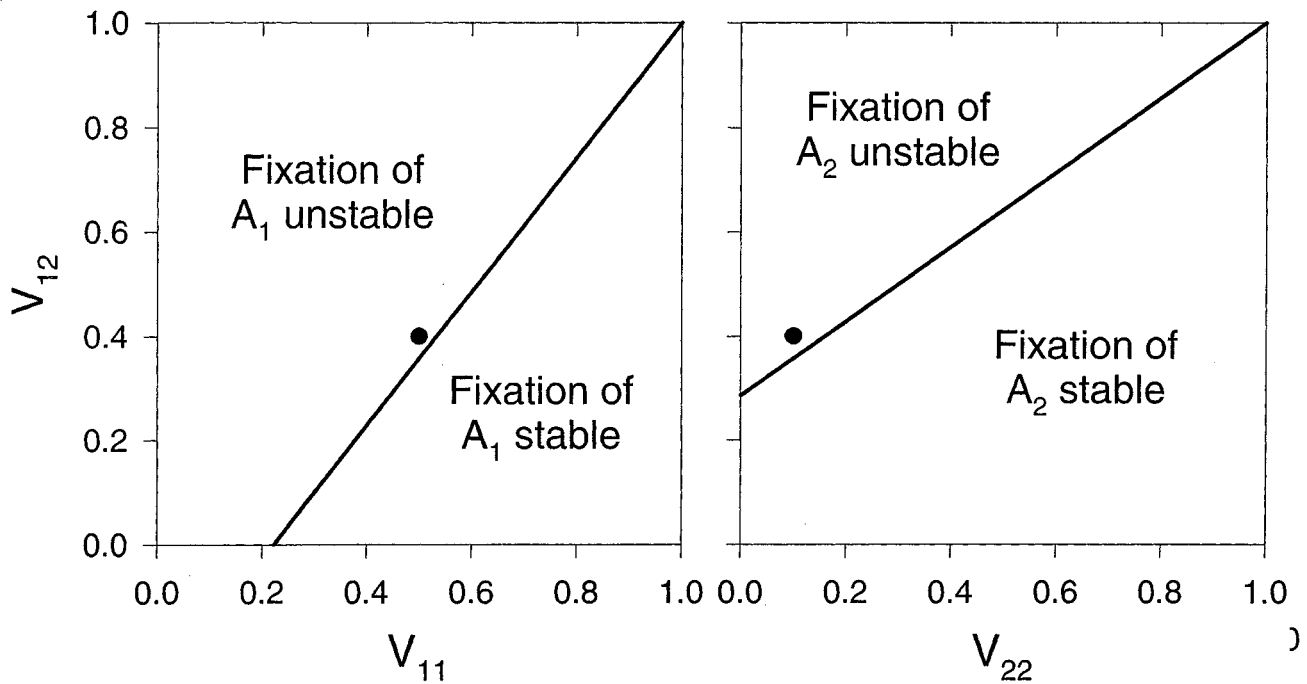 1.0
0.8
0.6
0.4
0.2
0.0
V₁₂
Fixation of
A₁ unstable
Fixation of
A₁ stable
0.0 0.2 0.4 0.6 0.8 1.0
V₁₁
Fixation of
A₂ unstable
Fixation of
A₂ stable
0.0 0.2 0.4 0.6 0.8 1.0
V₂₂